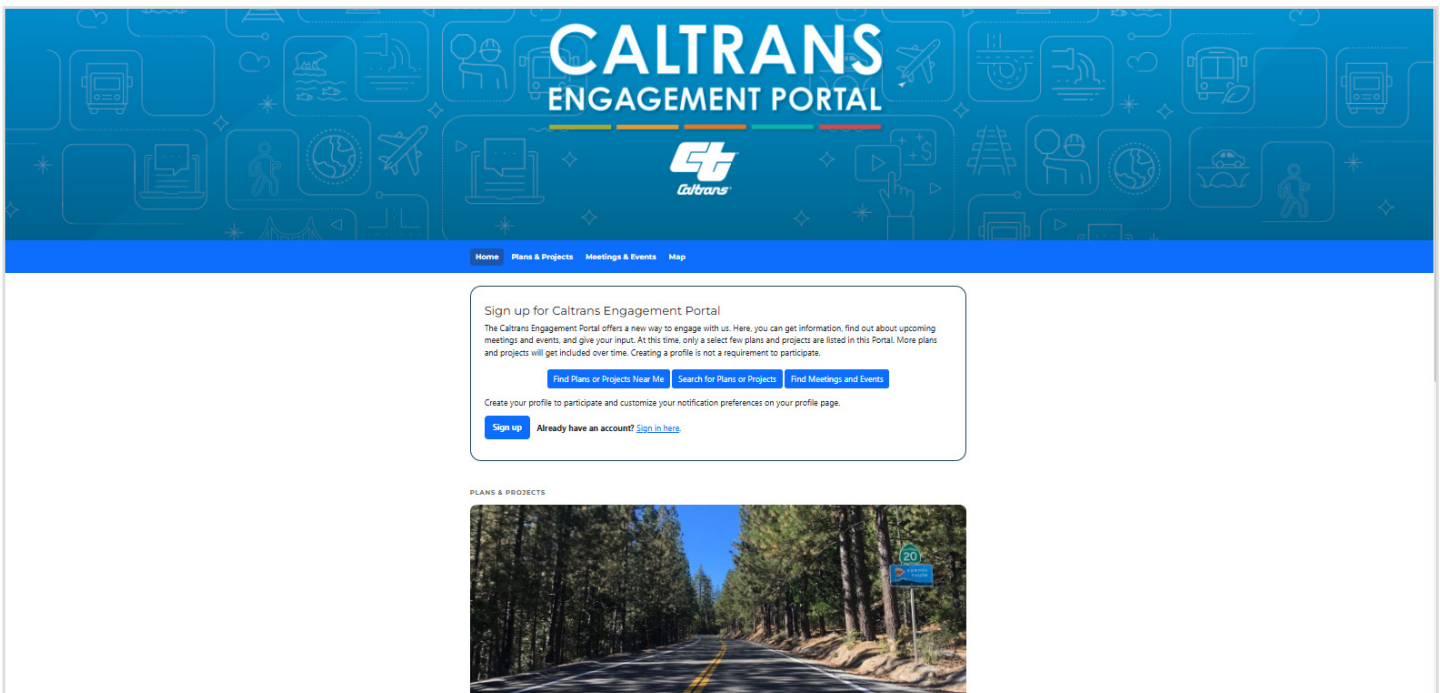 CALTRANS
ENGAGEMENT PORTAL
Caltrans
Home Plans & Projects Meetings & Events Map
Sign up for Caltrans Engagement Portal
The Caltrans Engagement Portal offers a new way to engage with us. Here, you can get information, find out about upcoming
meetings and events, and give your input. At this time, only a select few plans and projects are listed in this Portal. More plans
and projects will get included over time. Creating a profile is not a requirement to participate.
Find Plans or Projects Near Me Search for Plans or Projects Find Meetings and Events
Create your profile to participate and customize your notification preferences on your profile page.
Sign up Already have an account? Sign in here.
PLANS & PROJECTS
20
route